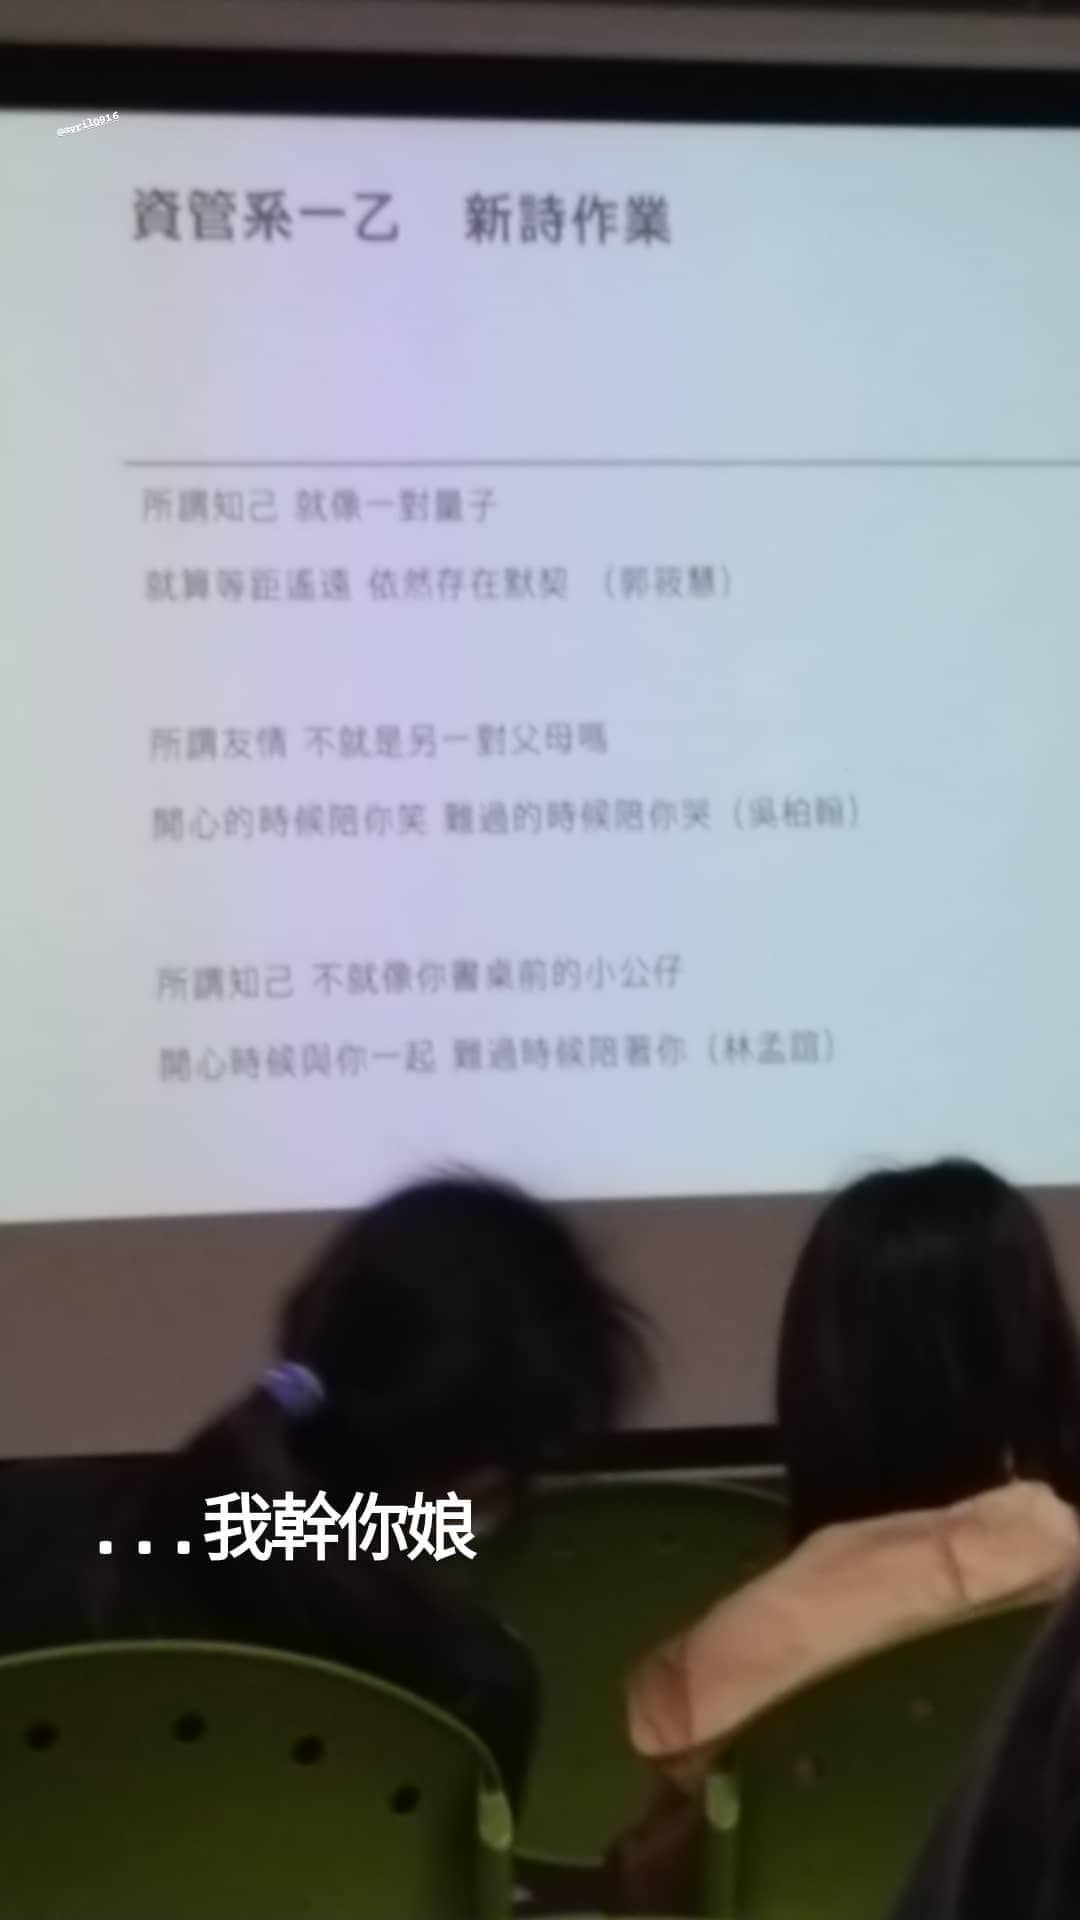 @avril0916
資管系一乙 新詩作業
所謂知己 就像一對量子
就算等距遙遠 依然存在默契 （郭筱慧）
所謂友情 不就是另一對父母嗎
開心的時候陪你笑 難過的時候陪你哭（吳柏翰）
所謂知己 不就像你書桌前的小公仔
開心時候與你一起 難過時候陪著你（林孟誼）
...我幹你娘